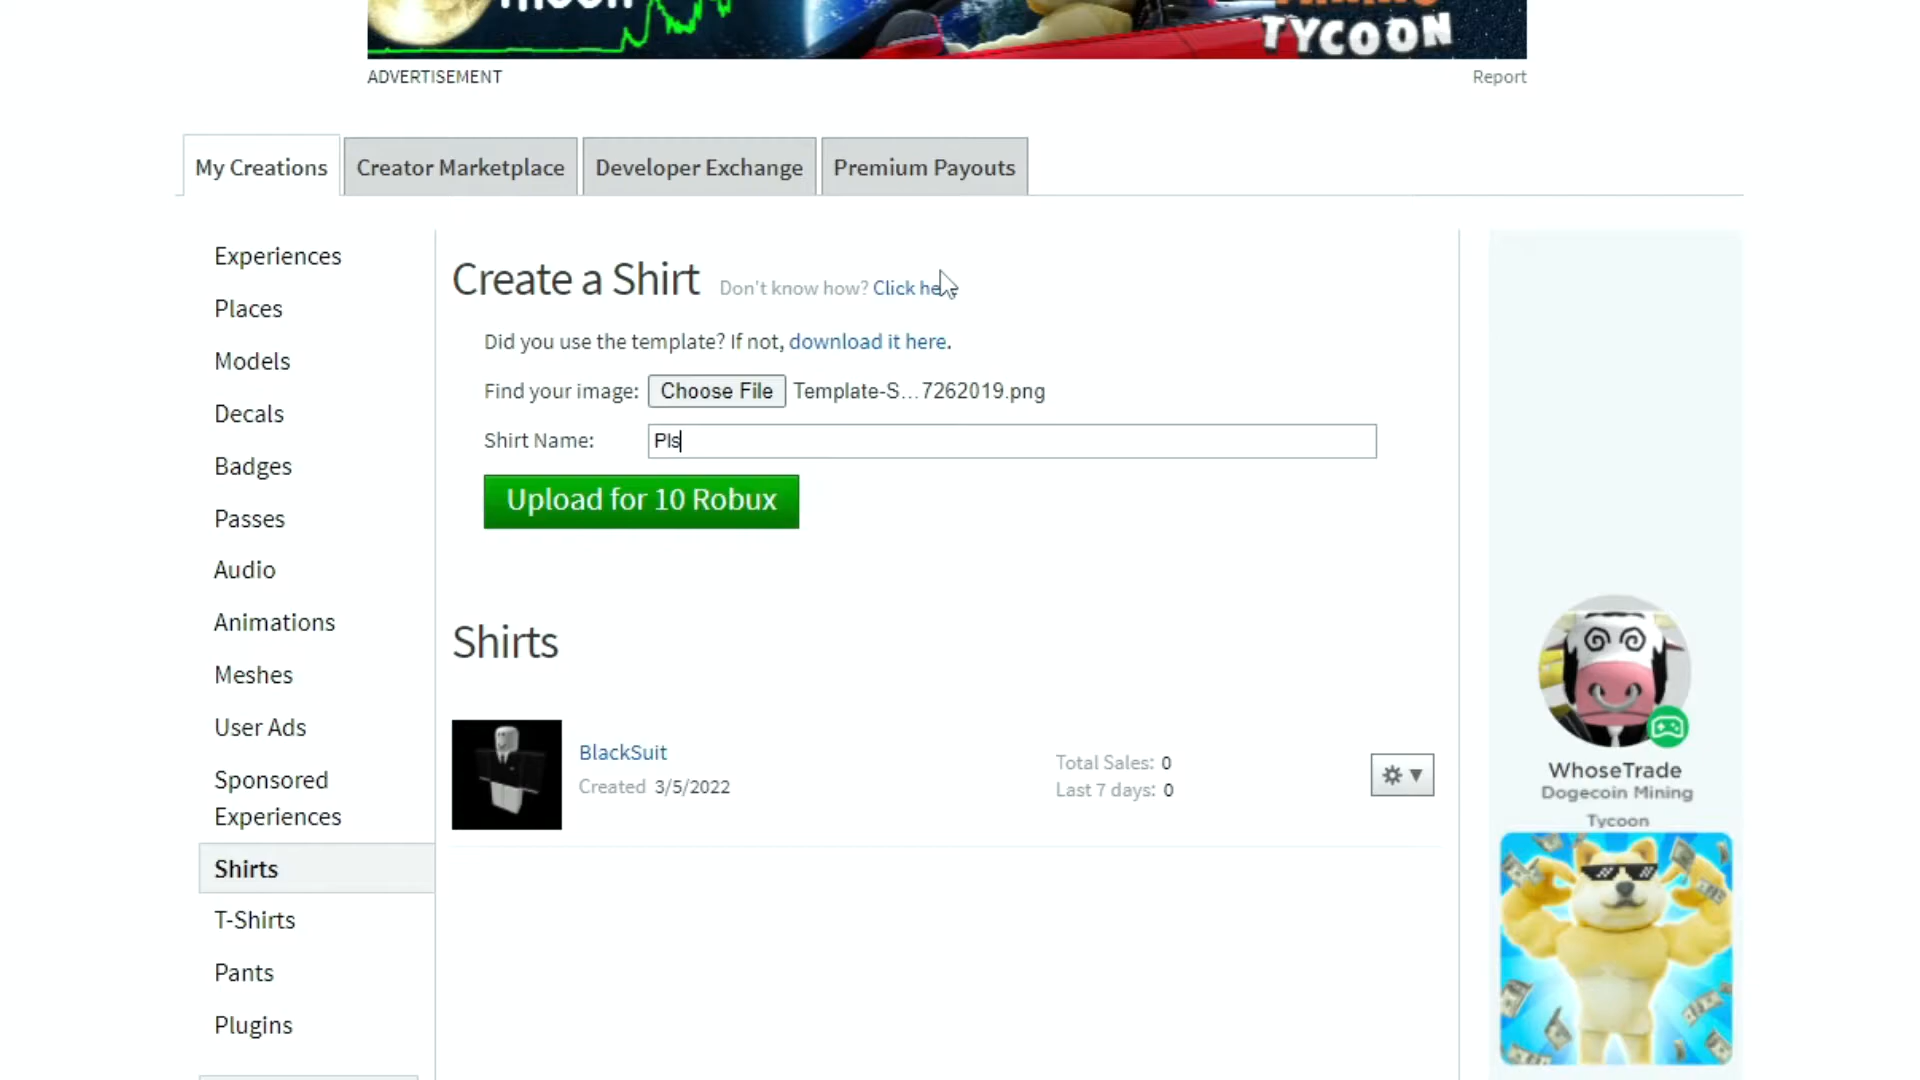 TYCOON
ADVERTISEMENT
Report
My Creations
Creator Marketplace
Developer Exchange
Premium Payouts
Experiences
Places
Models
Decals
Badges
Passes
Audio
Animations
Meshes
User Ads
Sponsored
Experiences
Shirts
T-Shirts
Pants
Plugins
Create a Shirt
Don't know how? Click he
Did you use the template? If not, download it here.
Find your image: Choose File Template-S...7262019.png
Shirt Name: Pls
Upload for 10 Robux
Shirts
BlackSuit
Created 3/5/2022
Total Sales: 0
Last 7 days: 0
WhoseTrade
Dogecoin Mining
Tycoon